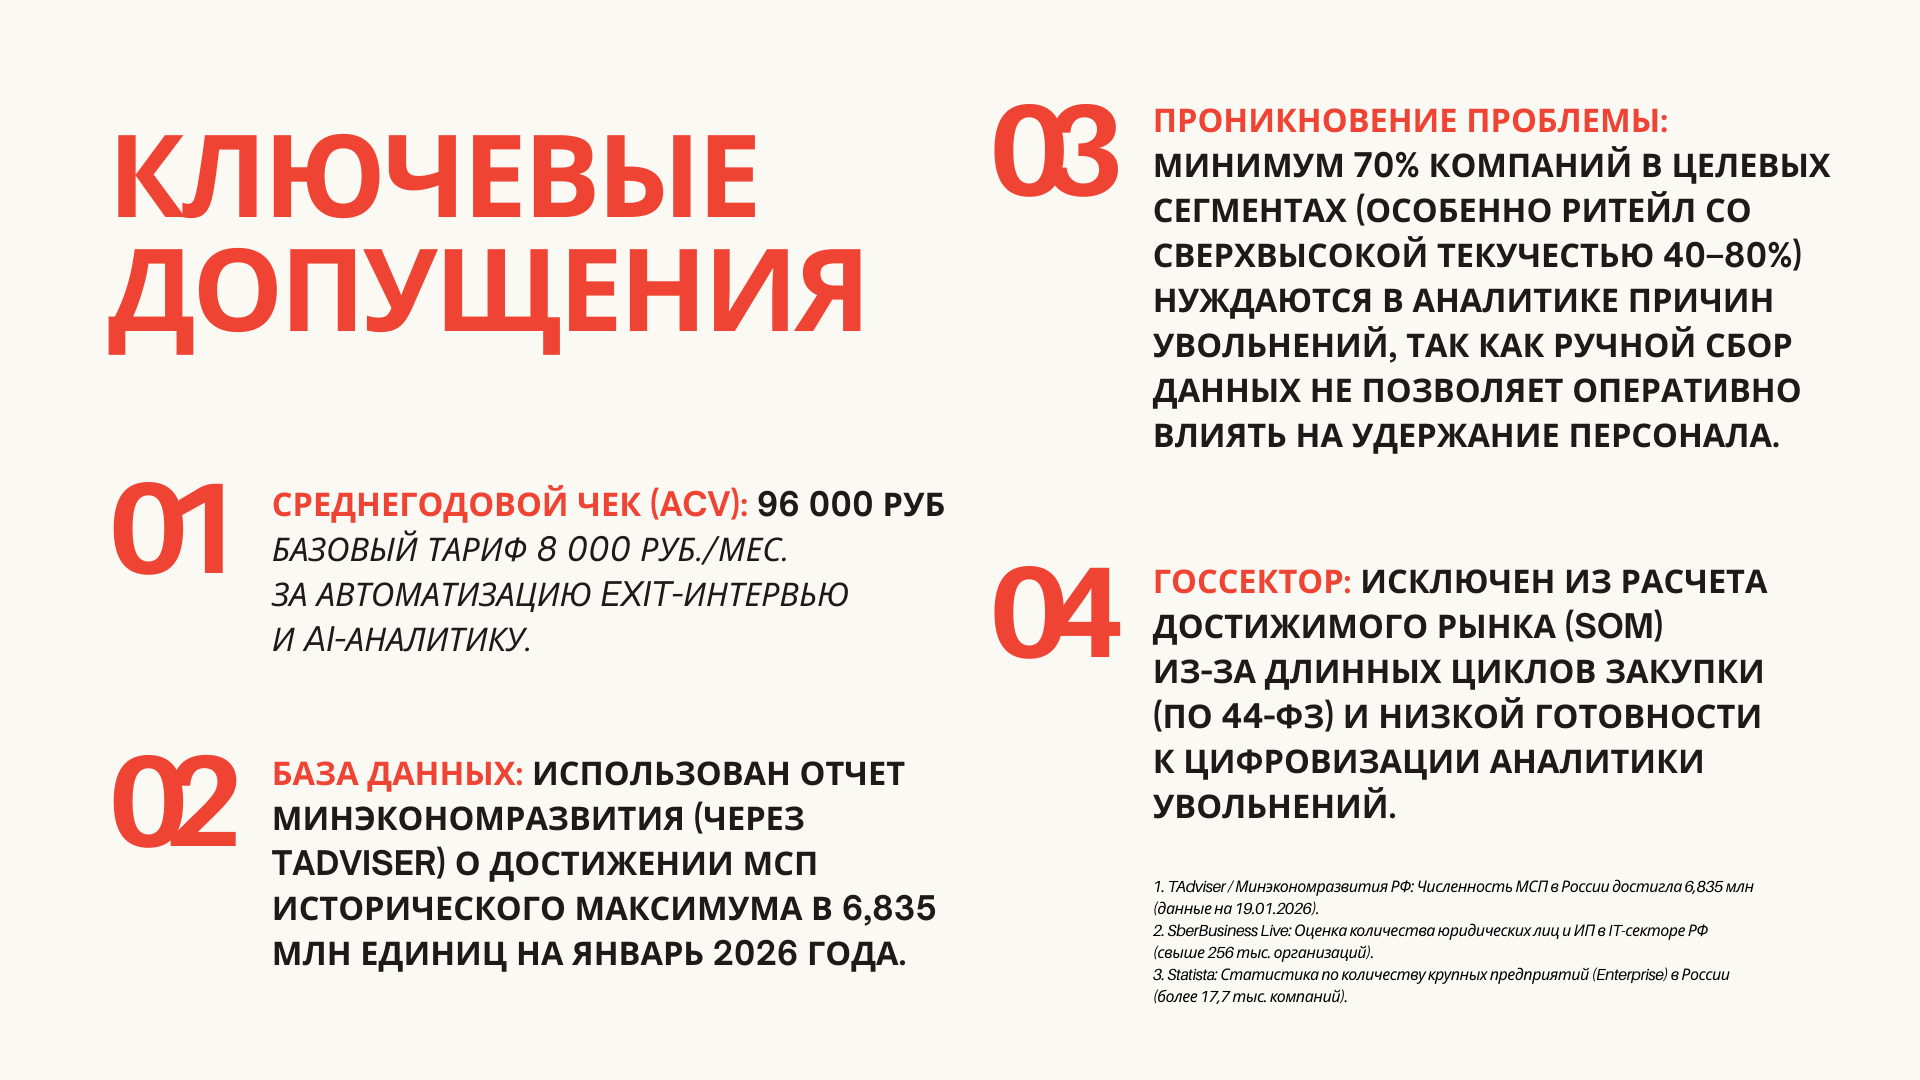 КЛЮЧЕВЫЕ
ДОПУЩЕНИЯ
01
СРЕДНЕГОДОВОЙ ЧЕК (ACV): 96 000 РУБ
БАЗОВЫЙ ТАРИФ 8 000 РУБ./МЕС.
ЗА АВТОМАТИЗАЦИЮ EXIT-ИНТЕРВЬЮ
И AI-АНАЛИТИКУ.
02
БАЗА ДАННЫХ: ИСПОЛЬЗОВАН ОТЧЕТ
МИНЭКОНОМРАЗВИТИЯ (ЧЕРЕЗ
TADVISER) О ДОСТИЖЕНИИ МСП
ИСТОРИЧЕСКОГО МАКСИМУМА В 6,835
МЛН ЕДИНИЦ НА ЯНВАРЬ 2026 ГОДА.
03
ПРОНИКНОВЕНИЕ ПРОБЛЕМЫ:
МИНИМУМ 70% КОМПАНИЙ В ЦЕЛЕВЫХ
СЕГМЕНТАХ (ОСОБЕННО РИТЕЙЛ СО
СВЕРХВЫСОКОЙ ТЕКУЧЕСТЬЮ 40–80%)
НУЖДАЮТСЯ В АНАЛИТИКЕ ПРИЧИН
УВОЛЬНЕНИЙ, ТАК КАК РУЧНОЙ СБОР
ДАННЫХ НЕ ПОЗВОЛЯЕТ ОПЕРАТИВНО
ВЛИЯТЬ НА УДЕРЖАНИЕ ПЕРСОНАЛА.
04
ГОССЕКТОР: ИСКЛЮЧЕН ИЗ РАСЧЕТА
ДОСТИЖИМОГО РЫНКА (SOM)
ИЗ-ЗА ДЛИННЫХ ЦИКЛОВ ЗАКУПКИ
(ПО 44-ФЗ) И НИЗКОЙ ГОТОВНОСТИ
К ЦИФРОВИЗАЦИИ АНАЛИТИКИ
УВОЛЬНЕНИЙ.
1. TAdviser / Минэкономразвития РФ: Численность МСП в России достигла 6,835 млн
(данные на 19.01.2026).
2. SberBusiness Live: Оценка количества юридических лиц и ИП в IT-секторе РФ
(свыше 256 тыс. организаций).
3. Statista: Статистика по количеству крупных предприятий (Enterprise) в России
(более 17,7 тыс. компаний).